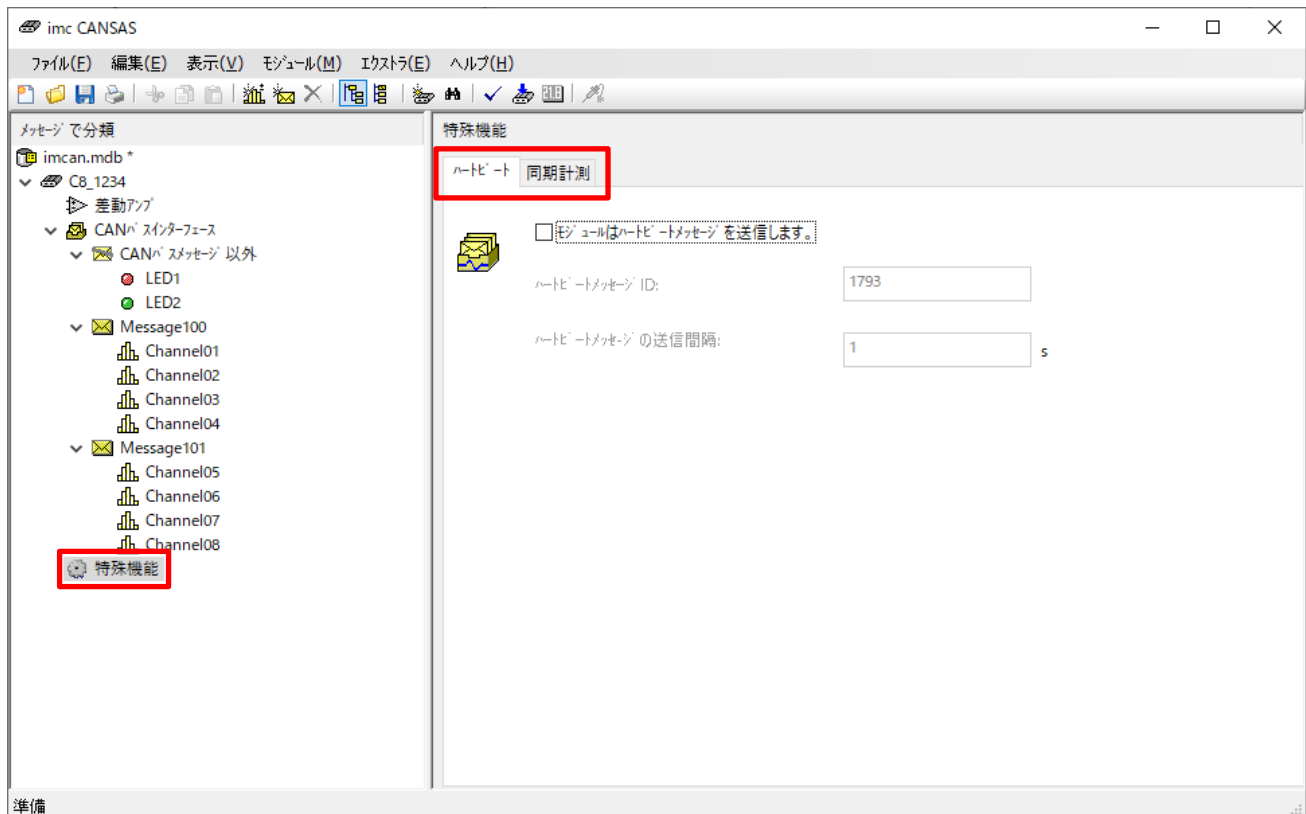 imc CANSAS
ファイル(F) 編集(E) 表示(V) モジュール(M) エクストラ(E) ヘルプ(H)
メッセージで分類
imcan.mdb *
C8_1234
差動アンプ
CANバスインターフェース
CANバスメッセージ以外
LED1
LED2
Message100
Channel01
Channel02
Channel03
Channel04
Message101
Channel05
Channel06
Channel07
Channel08
特殊機能
特殊機能
ハートビート 同期計測
モジュールはハートビートメッセージを送信します。
ハートビートメッセージID: 1793
ハートビートメッセージの送信間隔: 1 s
準備